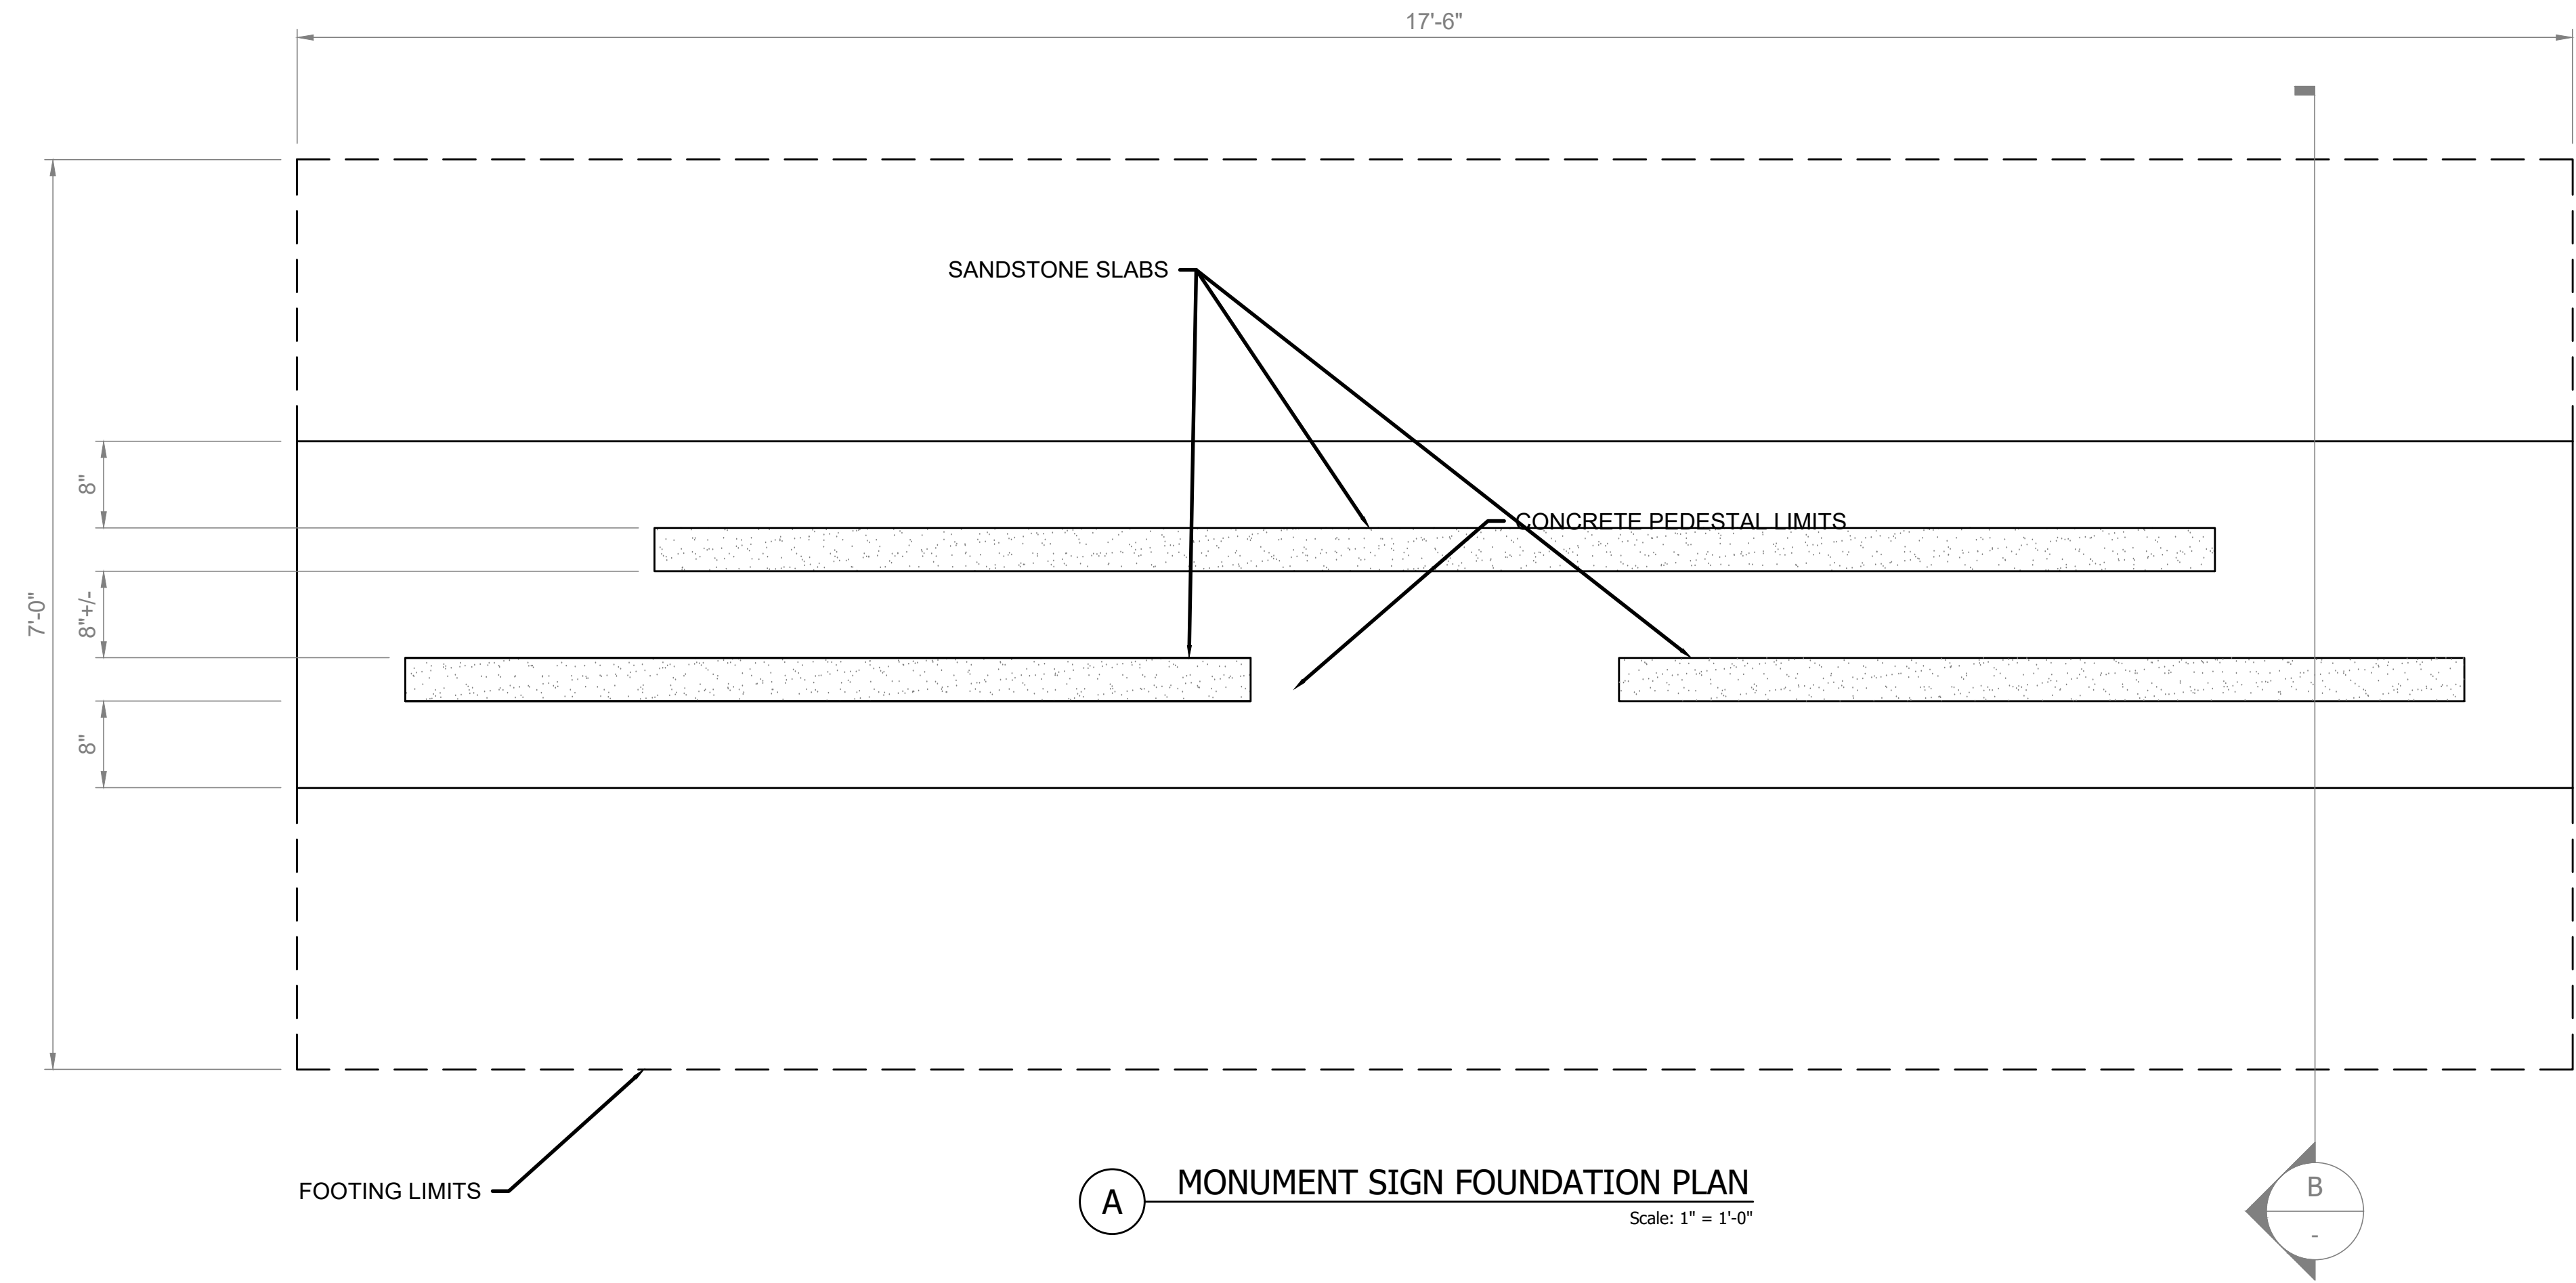 17'-6"
SANDSTONE SLABS
8"
CONCRETE PEDESTAL LIMITS
7'-0"
8"+/-
8"
FOOTING LIMITS
A
MONUMENT SIGN FOUNDATION PLAN
Scale: 1" = 1'-0"
B
-